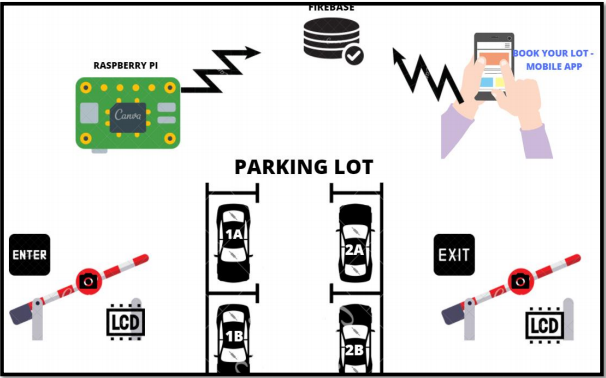 FIREBASE
RASPBERRY PI
BOOK YOUR LOT -
MOBILE APP
Canva
PARKING LOT
1A
2A
ENTER
EXIT
LCD
LCD
1B
2B